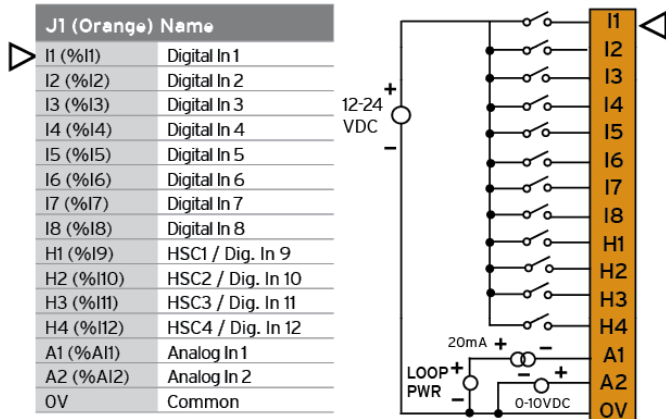 J1 (Orange) Name
I1 (%I1) Digital In 1
I2 (%I2) Digital In 2
I3 (%I3) Digital In 3
I4 (%I4) Digital In 4
I5 (%I5) Digital In 5
I6 (%I6) Digital In 6
I7 (%I7) Digital In 7
I8 (%I8) Digital In 8
H1 (%I9) HSC1 / Dig. In 9
H2 (%I10) HSC2 / Dig. In 10
H3 (%I11) HSC3 / Dig. In 11
H4 (%I12) HSC4 / Dig. In 12
A1 (%AI1) Analog In 1
A2 (%AI2) Analog In 2
0V Common
12-24
VDC
+
−
I1
I2
I3
I4
I5
I6
I7
I8
H1
H2
H3
H4
A1
A2
0V
20mA + −
LOOP
PWR
+
−
− +
0-10VDC